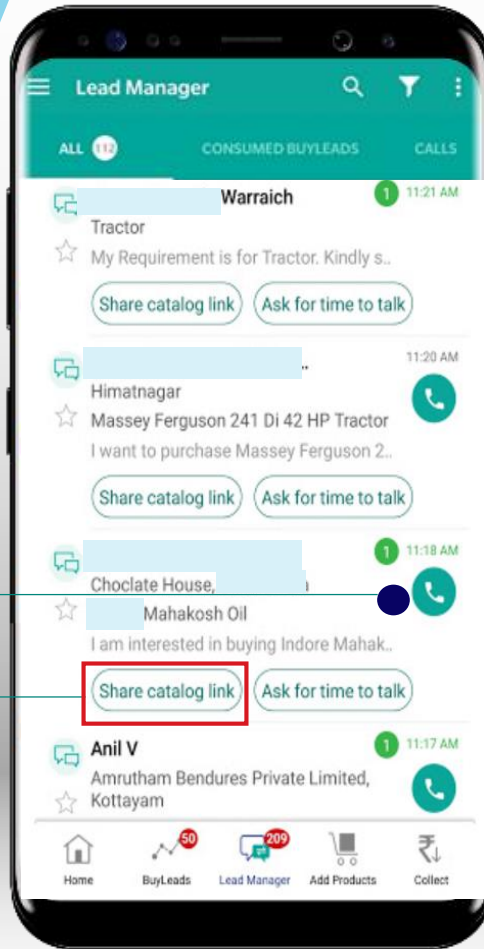 Lead Manager
ALL 112 CONSUMED BUYLEADS CALLS
Warraich 1 11:21 AM
Tractor
My Requirement is for Tractor. Kindly s..
Share catalog link Ask for time to talk
.. 11:20 AM
Himatnagar
Massey Ferguson 241 Di 42 HP Tractor
I want to purchase Massey Ferguson 2..
Share catalog link Ask for time to talk
1 11:18 AM
Choclate House,
Mahakosh Oil
I am interested in buying Indore Mahak..
Share catalog link Ask for time to talk
Anil V 1 11:17 AM
Amrutham Bendures Private Limited,
Kottayam
50 209
Home BuyLeads Lead Manager Add Products Collect